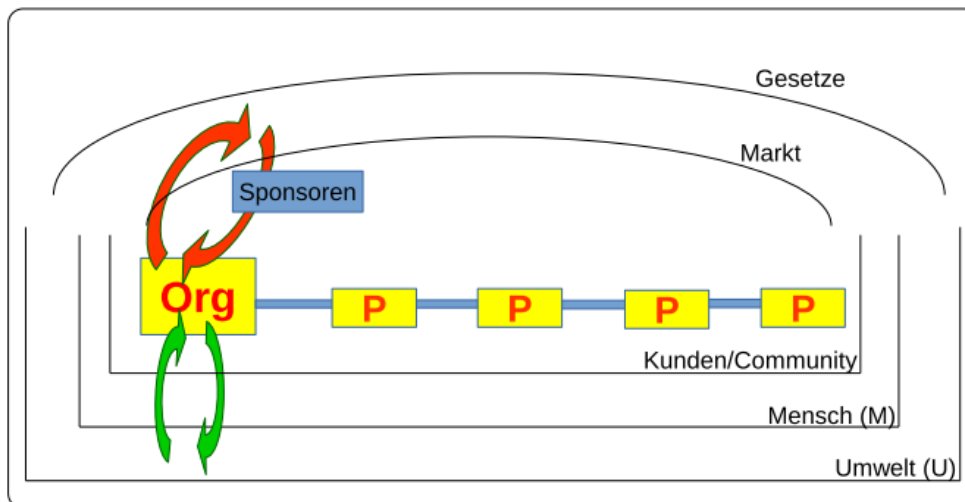 Gesetze
Markt
Sponsoren
Org
P
P
P
P
Kunden/Community
Mensch (M)
Umwelt (U)